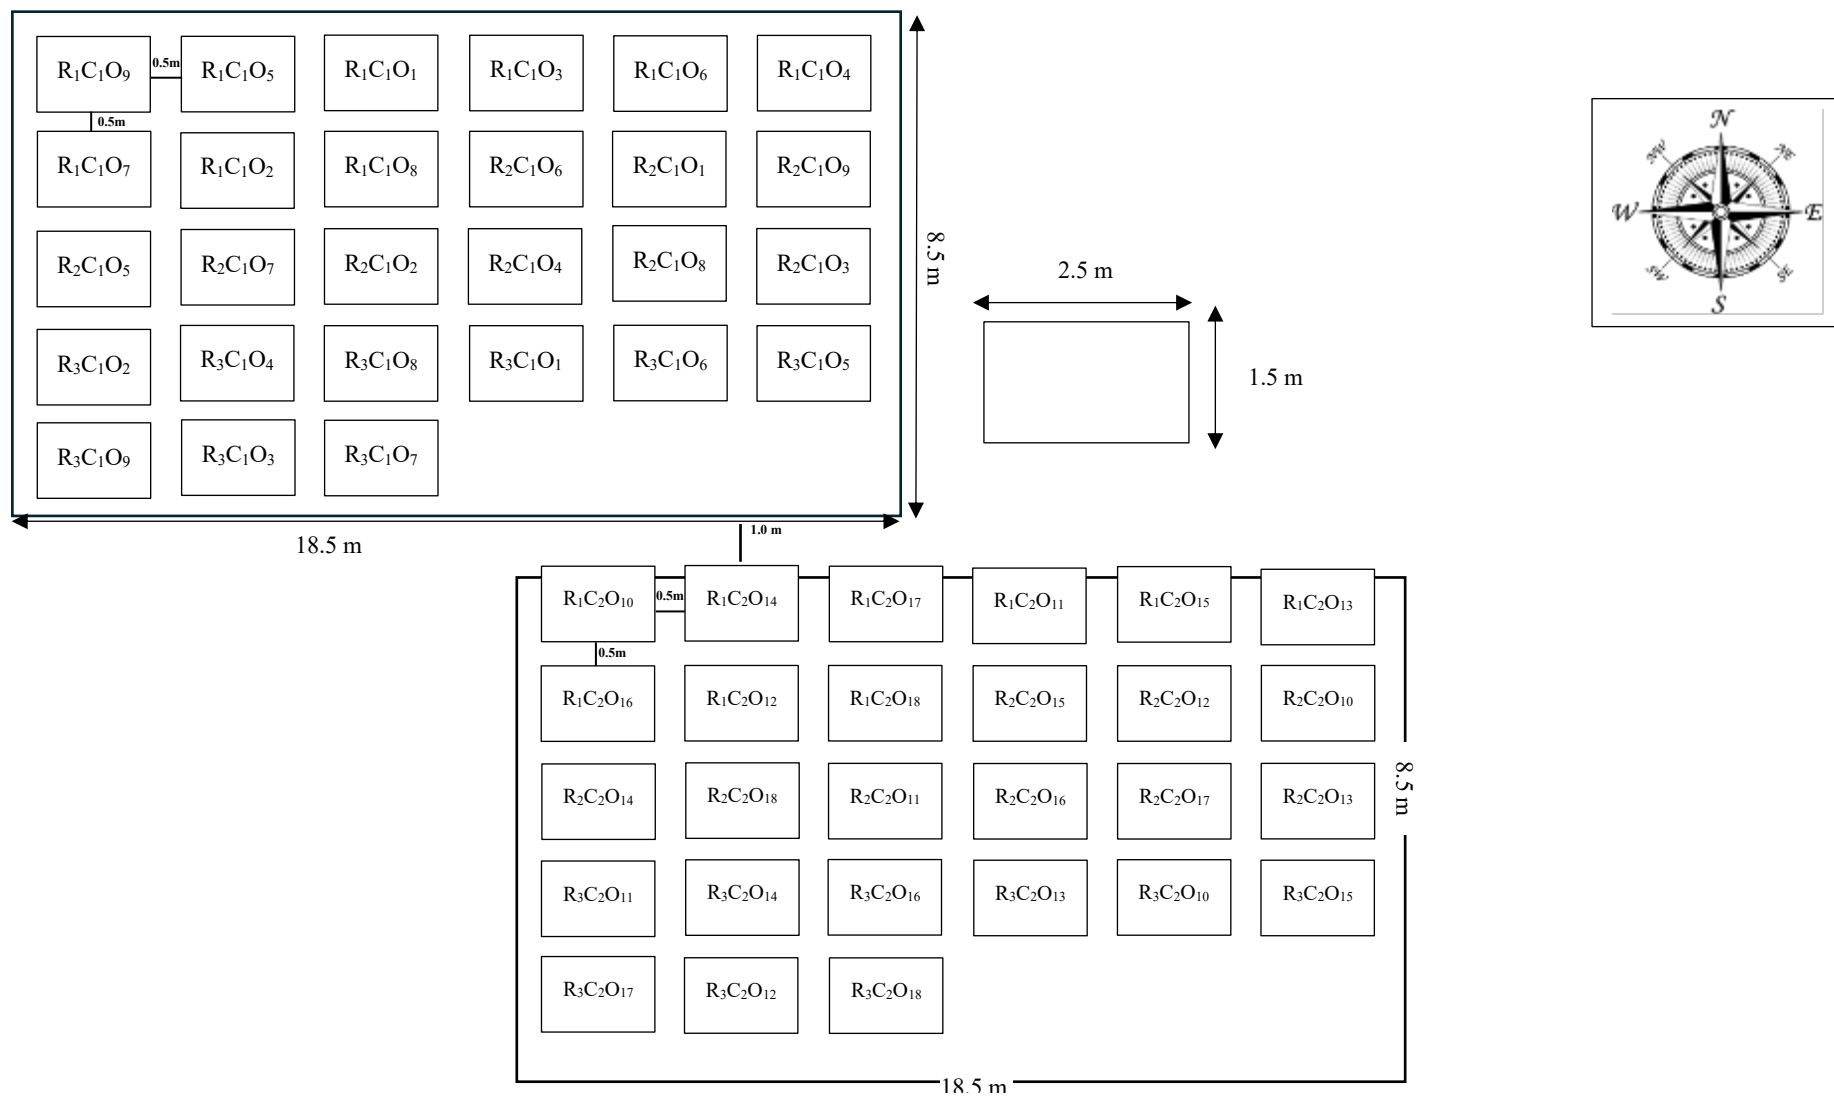 R₁C₁O₉ 0.5m R₁C₁O₅ R₁C₁O₁ R₁C₁O₃ R₁C₁O₆ R₁C₁O₄
0.5m
R₁C₁O₇ R₁C₁O₂ R₁C₁O₈ R₂C₁O₆ R₂C₁O₁ R₂C₁O₉
R₂C₁O₅ R₂C₁O₇ R₂C₁O₂ R₂C₁O₄ R₂C₁O₈ R₂C₁O₃
R₃C₁O₂ R₃C₁O₄ R₃C₁O₈ R₃C₁O₁ R₃C₁O₆ R₃C₁O₅
R₃C₁O₉ R₃C₁O₃ R₃C₁O₇
8.5 m
18.5 m
2.5 m
1.5 m
N
NW NE
W E
SW SE
S
1.0 m
R₁C₂O₁₀ 0.5m R₁C₂O₁₄ R₁C₂O₁₇ R₁C₂O₁₁ R₁C₂O₁₅ R₁C₂O₁₃
0.5m
R₁C₂O₁₆ R₁C₂O₁₂ R₁C₂O₁₈ R₂C₂O₁₅ R₂C₂O₁₂ R₂C₂O₁₀
R₂C₂O₁₄ R₂C₂O₁₈ R₂C₂O₁₁ R₂C₂O₁₆ R₂C₂O₁₇ R₂C₂O₁₃
R₃C₂O₁₁ R₃C₂O₁₄ R₃C₂O₁₆ R₃C₂O₁₃ R₃C₂O₁₀ R₃C₂O₁₅
R₃C₂O₁₇ R₃C₂O₁₂ R₃C₂O₁₈
8.5 m
18.5 m